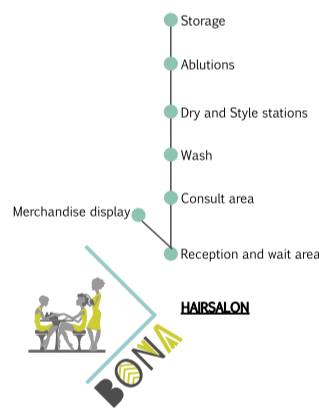 Storage
Ablutions
Dry and Style stations
Wash
Consult area
Merchandise display
Reception and wait area
HAIRSALON
BONA